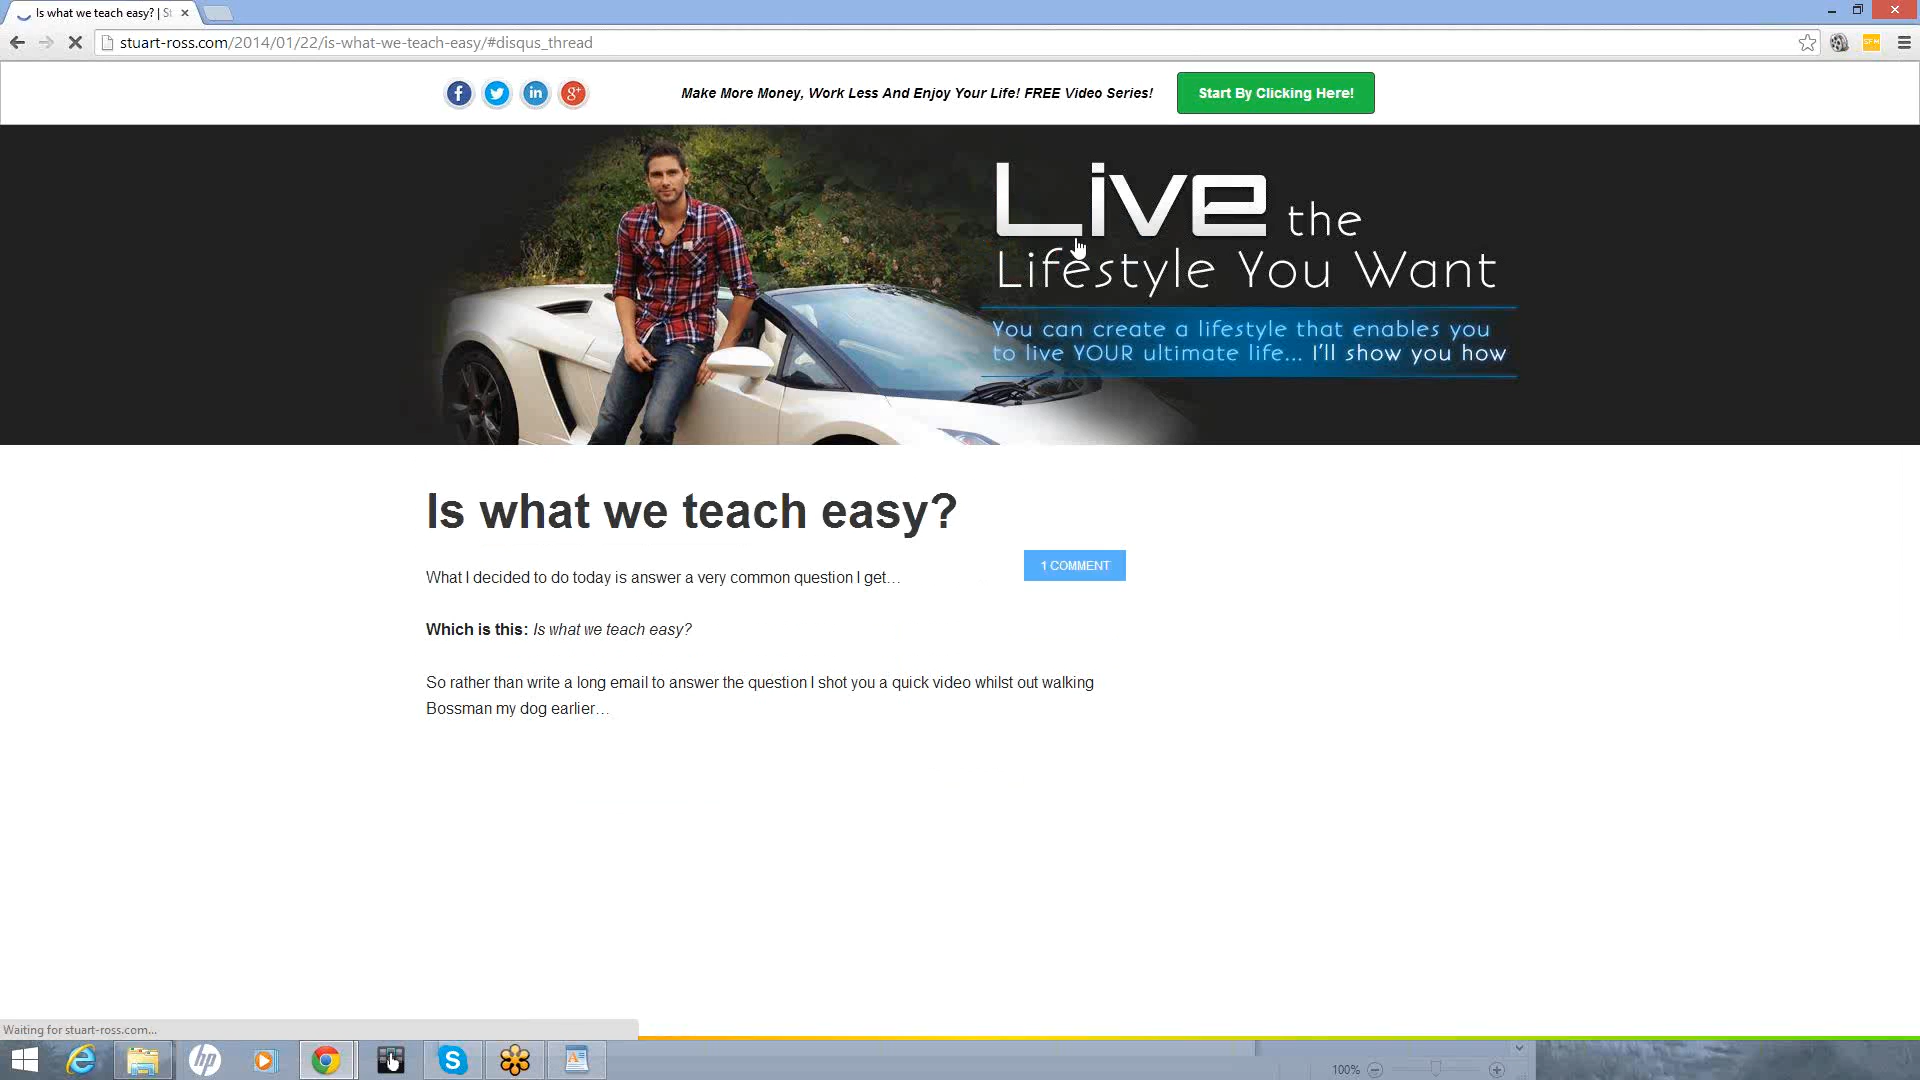 Is what we teach easy? | St
stuart-ross.com/2014/01/22/is-what-we-teach-easy/#disqus_thread
SFM
f
in
g+
Make More Money, Work Less And Enjoy Your Life! FREE Video Series!
Start By Clicking Here!
Live the
Lifestyle You Want
You can create a lifestyle that enables you
to live YOUR ultimate life... I'll show you how
Is what we teach easy?
What I decided to do today is answer a very common question I get…
1 COMMENT
Which is this: Is what we teach easy?
So rather than write a long email to answer the question I shot you a quick video whilst out walking
Bossman my dog earlier…
Waiting for stuart-ross.com...
hp
S
A
100%